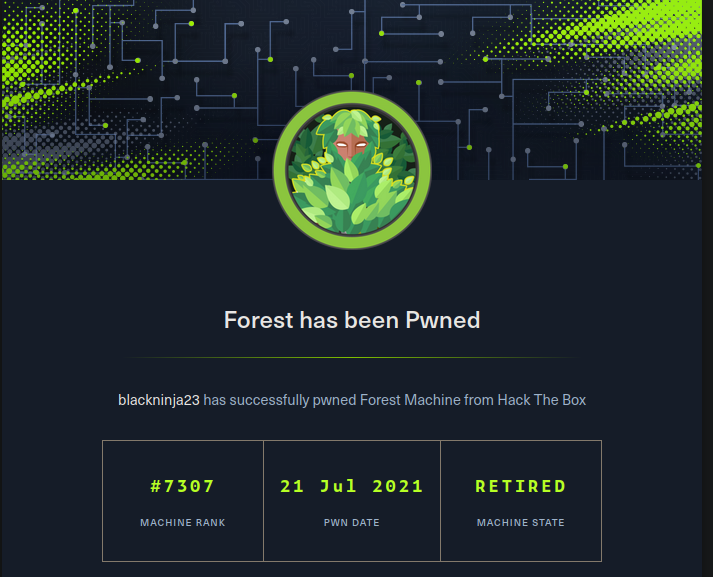 Forest has been Pwned
blackninja23 has successfully pwned Forest Machine from Hack The Box
#7307 21 Jul 2021 RETIRED
MACHINE RANK PWN DATE MACHINE STATE